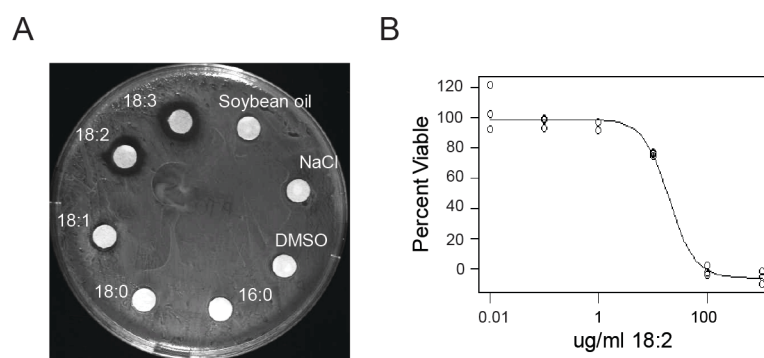 A
18:3
Soybean oil
18:2
NaCl
18:1
DMSO
18:0
16:0
B
120
100
80
60
40
20
0
0.01
1
100
Percent Viable
ug/ml 18:2